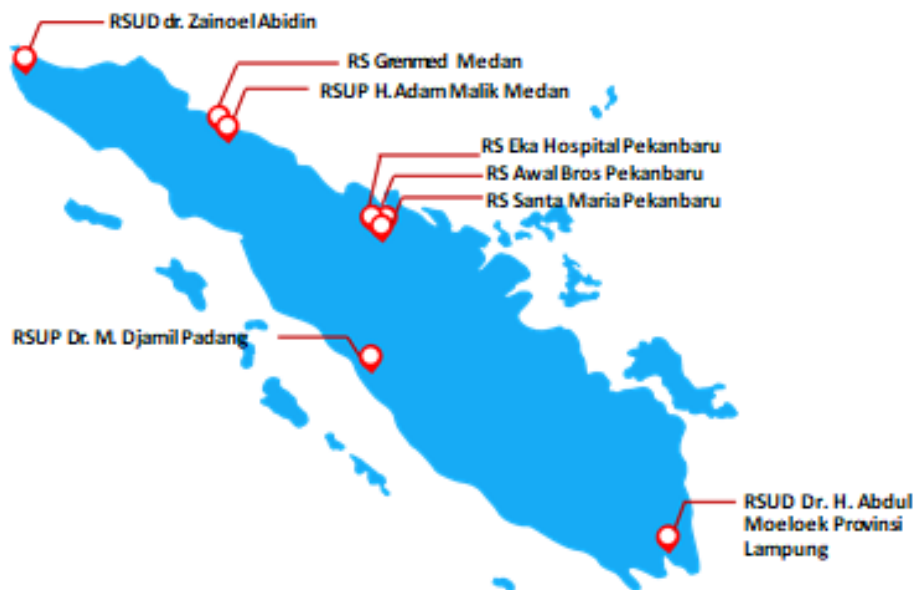 RSUD dr. Zainoel Abidin
RS Grenmed Medan
RSUP H.Adam Malik Medan
RS Eka Hospital Pekanbaru
RS Awal Bros Pekanbaru
RS Santa Maria Pekanbaru
RSUP Dr. M. Djamil Padang
RSUD Dr. H. Abdul
Moeloek Provinsi
Lampung